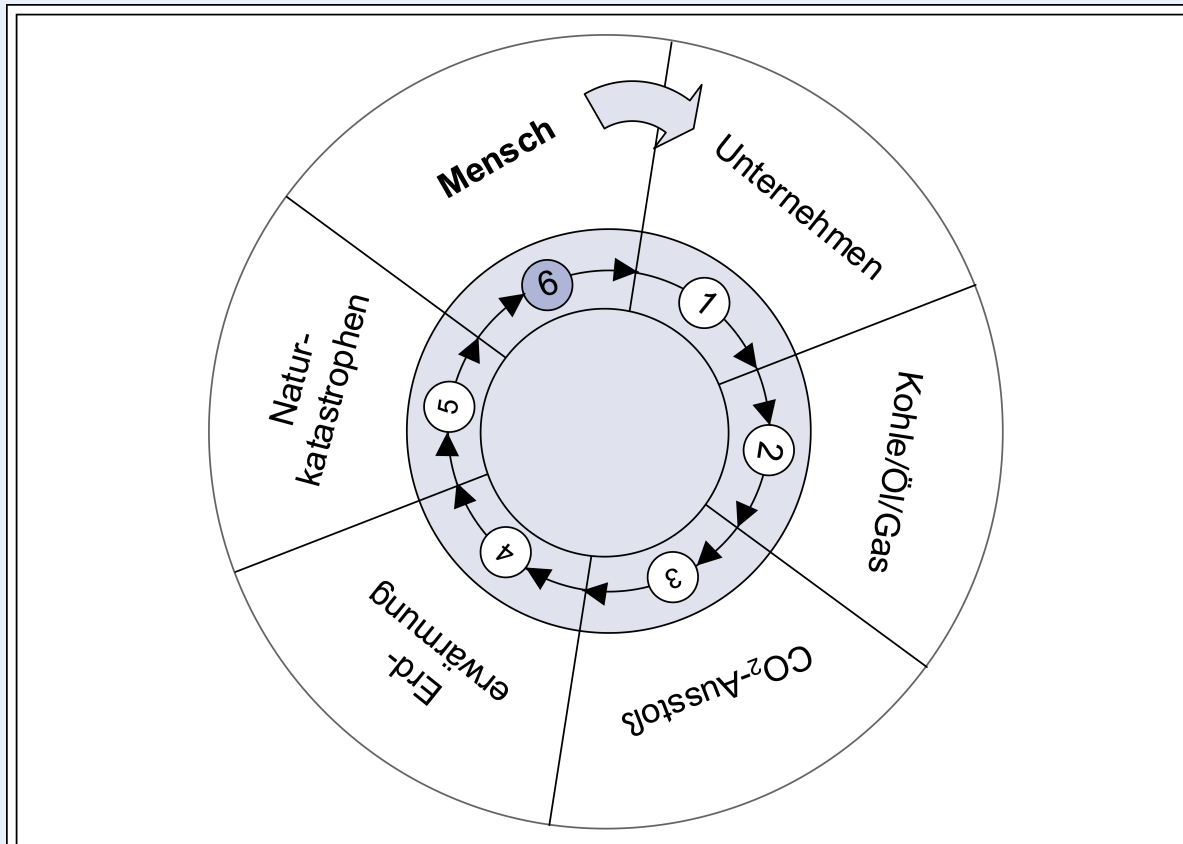 Mensch
Unternehmen
Kohle/Öl/Gas
CO₂-Ausstoß
Erd-
erwärmung
Natur-
katastrophen
1
2
3
4
5
6